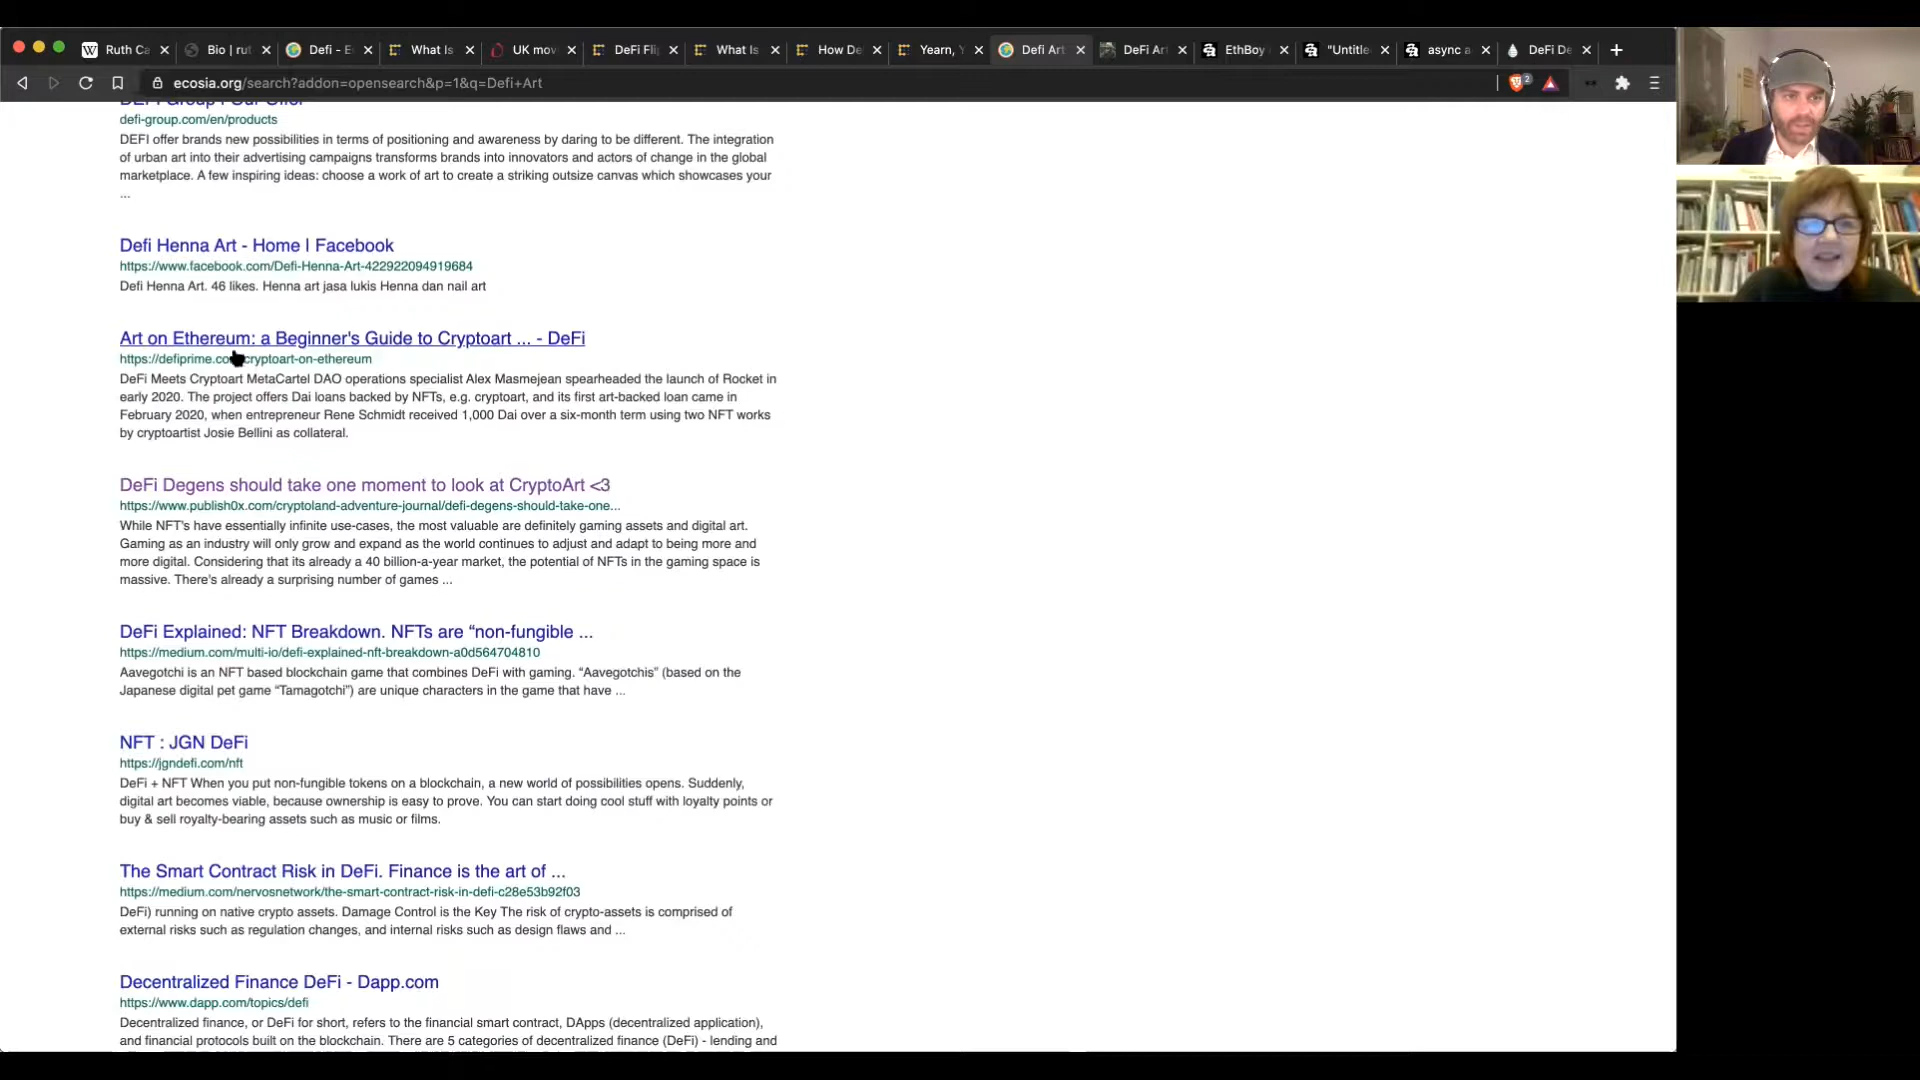 Ruth Ca
Bio | rut
Defi - E
What Is
UK mov
DeFi Fli
What Is
How De
Yearn, Y
Defi Art
DeFi Ar
EthBoy
"Untitle
async a
DeFi De
ecosia.org/search?addon=opensearch&p=1&q=Defi+Art
2
defi-group.com/en/products
DEFI offer brands new possibilities in terms of positioning and awareness by daring to be different. The integration
of urban art into their advertising campaigns transforms brands into innovators and actors of change in the global
marketplace. A few inspiring ideas: choose a work of art to create a striking outsize canvas which showcases your
...
Defi Henna Art - Home | Facebook
https://www.facebook.com/Defi-Henna-Art-422922094919684
Defi Henna Art. 46 likes. Henna art jasa lukis Henna dan nail art
Art on Ethereum: a Beginner's Guide to Cryptoart ... - DeFi
https://defiprime.co cryptoart-on-ethereum
DeFi Meets Cryptoart MetaCartel DAO operations specialist Alex Masmejean spearheaded the launch of Rocket in
early 2020. The project offers Dai loans backed by NFTs, e.g. cryptoart, and its first art-backed loan came in
February 2020, when entrepreneur Rene Schmidt received 1,000 Dai over a six-month term using two NFT works
by cryptoartist Josie Bellini as collateral.
DeFi Degens should take one moment to look at CryptoArt <3
https://www.publish0x.com/cryptoland-adventure-journal/defi-degens-should-take-one...
While NFT's have essentially infinite use-cases, the most valuable are definitely gaming assets and digital art.
Gaming as an industry will only grow and expand as the world continues to adjust and adapt to being more and
more digital. Considering that its already a 40 billion-a-year market, the potential of NFTs in the gaming space is
massive. There's already a surprising number of games ...
DeFi Explained: NFT Breakdown. NFTs are “non-fungible ...
https://medium.com/multi-io/defi-explained-nft-breakdown-a0d564704810
Aavegotchi is an NFT based blockchain game that combines DeFi with gaming. “Aavegotchis” (based on the
Japanese digital pet game “Tamagotchi”) are unique characters in the game that have ...
NFT : JGN DeFi
https://jgndefi.com/nft
DeFi + NFT When you put non-fungible tokens on a blockchain, a new world of possibilities opens. Suddenly,
digital art becomes viable, because ownership is easy to prove. You can start doing cool stuff with loyalty points or
buy & sell royalty-bearing assets such as music or films.
The Smart Contract Risk in DeFi. Finance is the art of ...
https://medium.com/nervosnetwork/the-smart-contract-risk-in-defi-c28e53b92f03
DeFi) running on native crypto assets. Damage Control is the Key The risk of crypto-assets is comprised of
external risks such as regulation changes, and internal risks such as design flaws and ...
Decentralized Finance DeFi - Dapp.com
https://www.dapp.com/topics/defi
Decentralized finance, or DeFi for short, refers to the financial smart contract, DApps (decentralized application),
and financial protocols built on the blockchain. There are 5 categories of decentralized finance (DeFi) - lending and